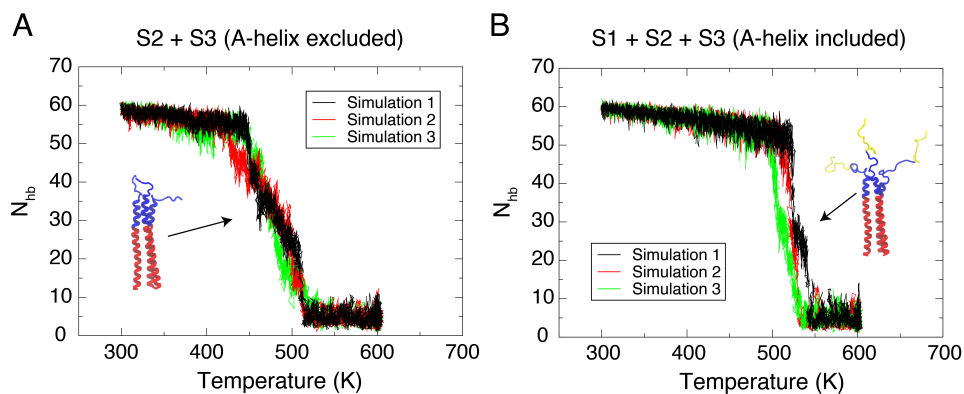 A
S2 + S3 (A-helix excluded)
70
60
50
40
30
20
10
0
N_hb
Simulation 1
Simulation 2
Simulation 3
300 400 500 600 700
Temperature (K)
B
S1 + S2 + S3 (A-helix included)
70
60
50
40
30
20
10
0
N_hb
Simulation 1
Simulation 2
Simulation 3
300 400 500 600 700
Temperature (K)